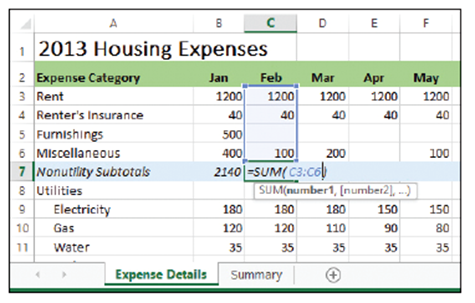 A B C D E F
1 2013 Housing Expenses
2 Expense Category Jan Feb Mar Apr May
3 Rent 1200 1200 1200 1200 1200
4 Renter's Insurance 40 40 40 40 40
5 Furnishings 500
6 Miscellaneous 400 100 200 100
7 Nonutility Subtotals 2140 =SUM(C3:C6)
8 Utilities SUM(number1, [number2], ...)
9 Electricity 180 180 180 150 150
10 Gas 120 120 110 90 80
11 Water 35 35 35 35 35
Expense Details Summary